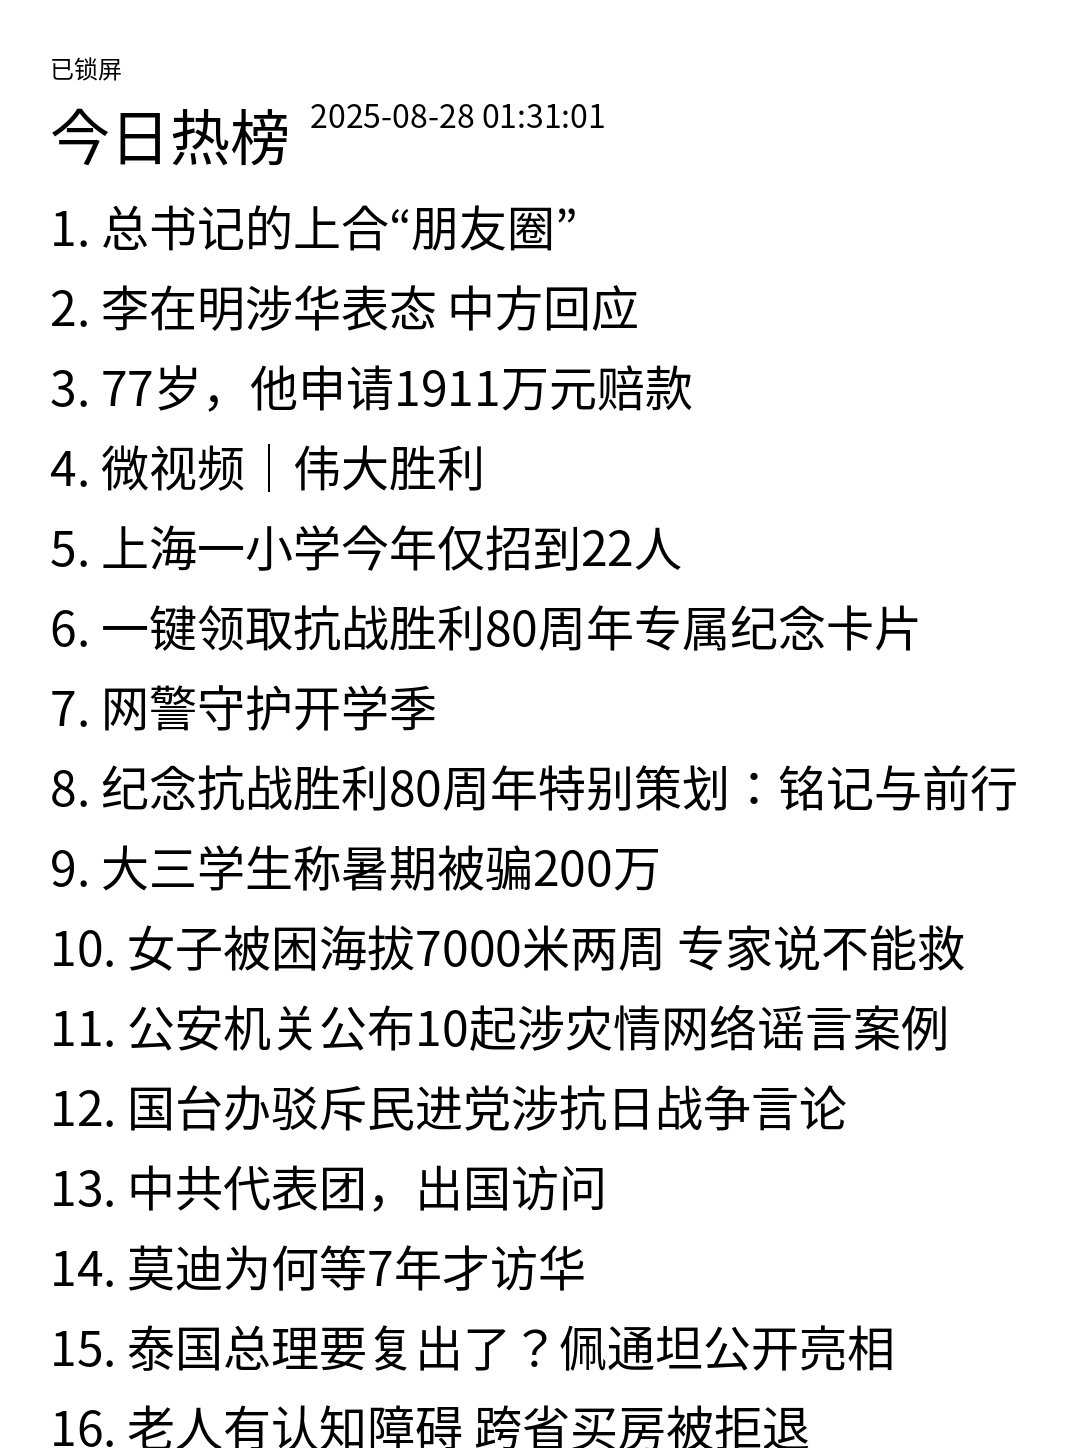 已锁屏
今日热榜 2025-08-28 01:31:01
1. 总书记的上合“朋友圈”
2. 李在明涉华表态 中方回应
3. 77岁，他申请1911万元赔款
4. 微视频｜伟大胜利
5. 上海一小学今年仅招到22人
6. 一键领取抗战胜利80周年专属纪念卡片
7. 网警守护开学季
8. 纪念抗战胜利80周年特别策划：铭记与前行
9. 大三学生称暑期被骗200万
10. 女子被困海拔7000米两周 专家说不能救
11. 公安机关公布10起涉灾情网络谣言案例
12. 国台办驳斥民进党涉抗日战争言论
13. 中共代表团，出国访问
14. 莫迪为何等7年才访华
15. 泰国总理要复出了？佩通坦公开亮相
16. 老人有认知障碍 跨省买房被拒退